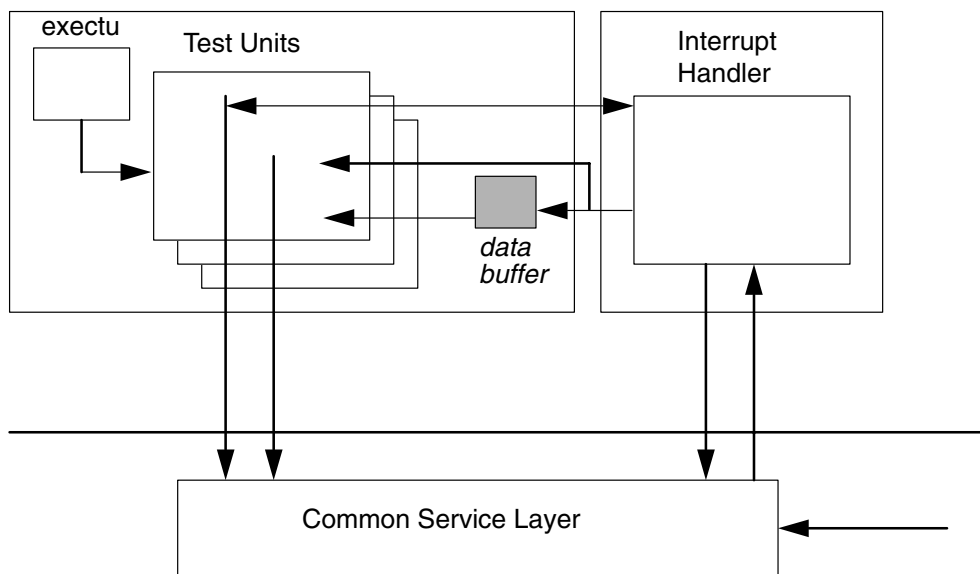 exectu
Test Units
Interrupt
Handler
data
buffer
Common Service Layer